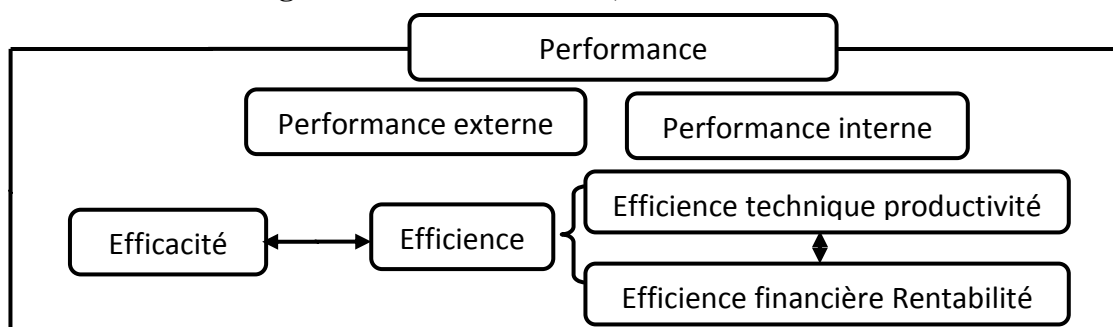 Performance
Performance externe
Performance interne
Efficience technique productivité
Efficacité
Efficience
Efficience financière Rentabilité